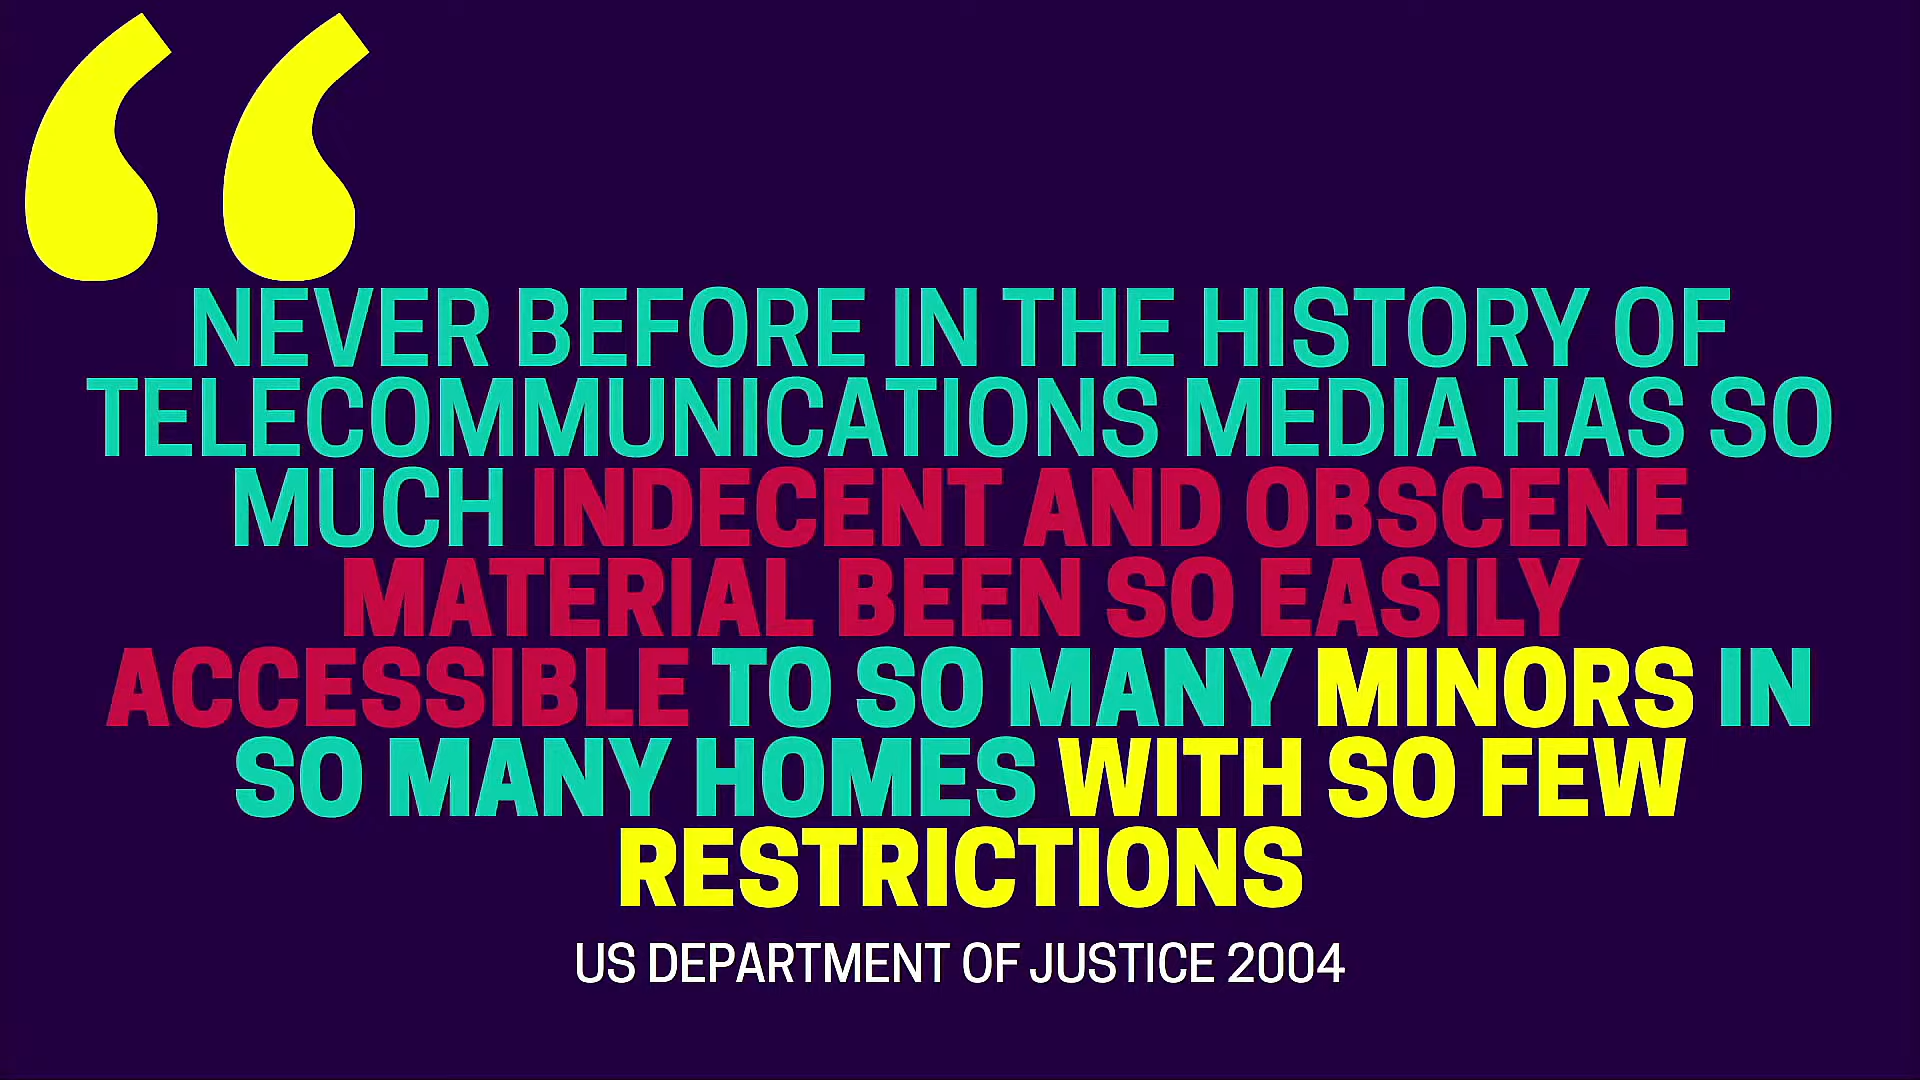 “
NEVER BEFORE IN THE HISTORY OF
TELECOMMUNICATIONS MEDIA HAS SO
MUCH INDECENT AND OBSCENE
MATERIAL BEEN SO EASILY
ACCESSIBLE TO SO MANY MINORS IN
SO MANY HOMES WITH SO FEW
RESTRICTIONS
US DEPARTMENT OF JUSTICE 2004